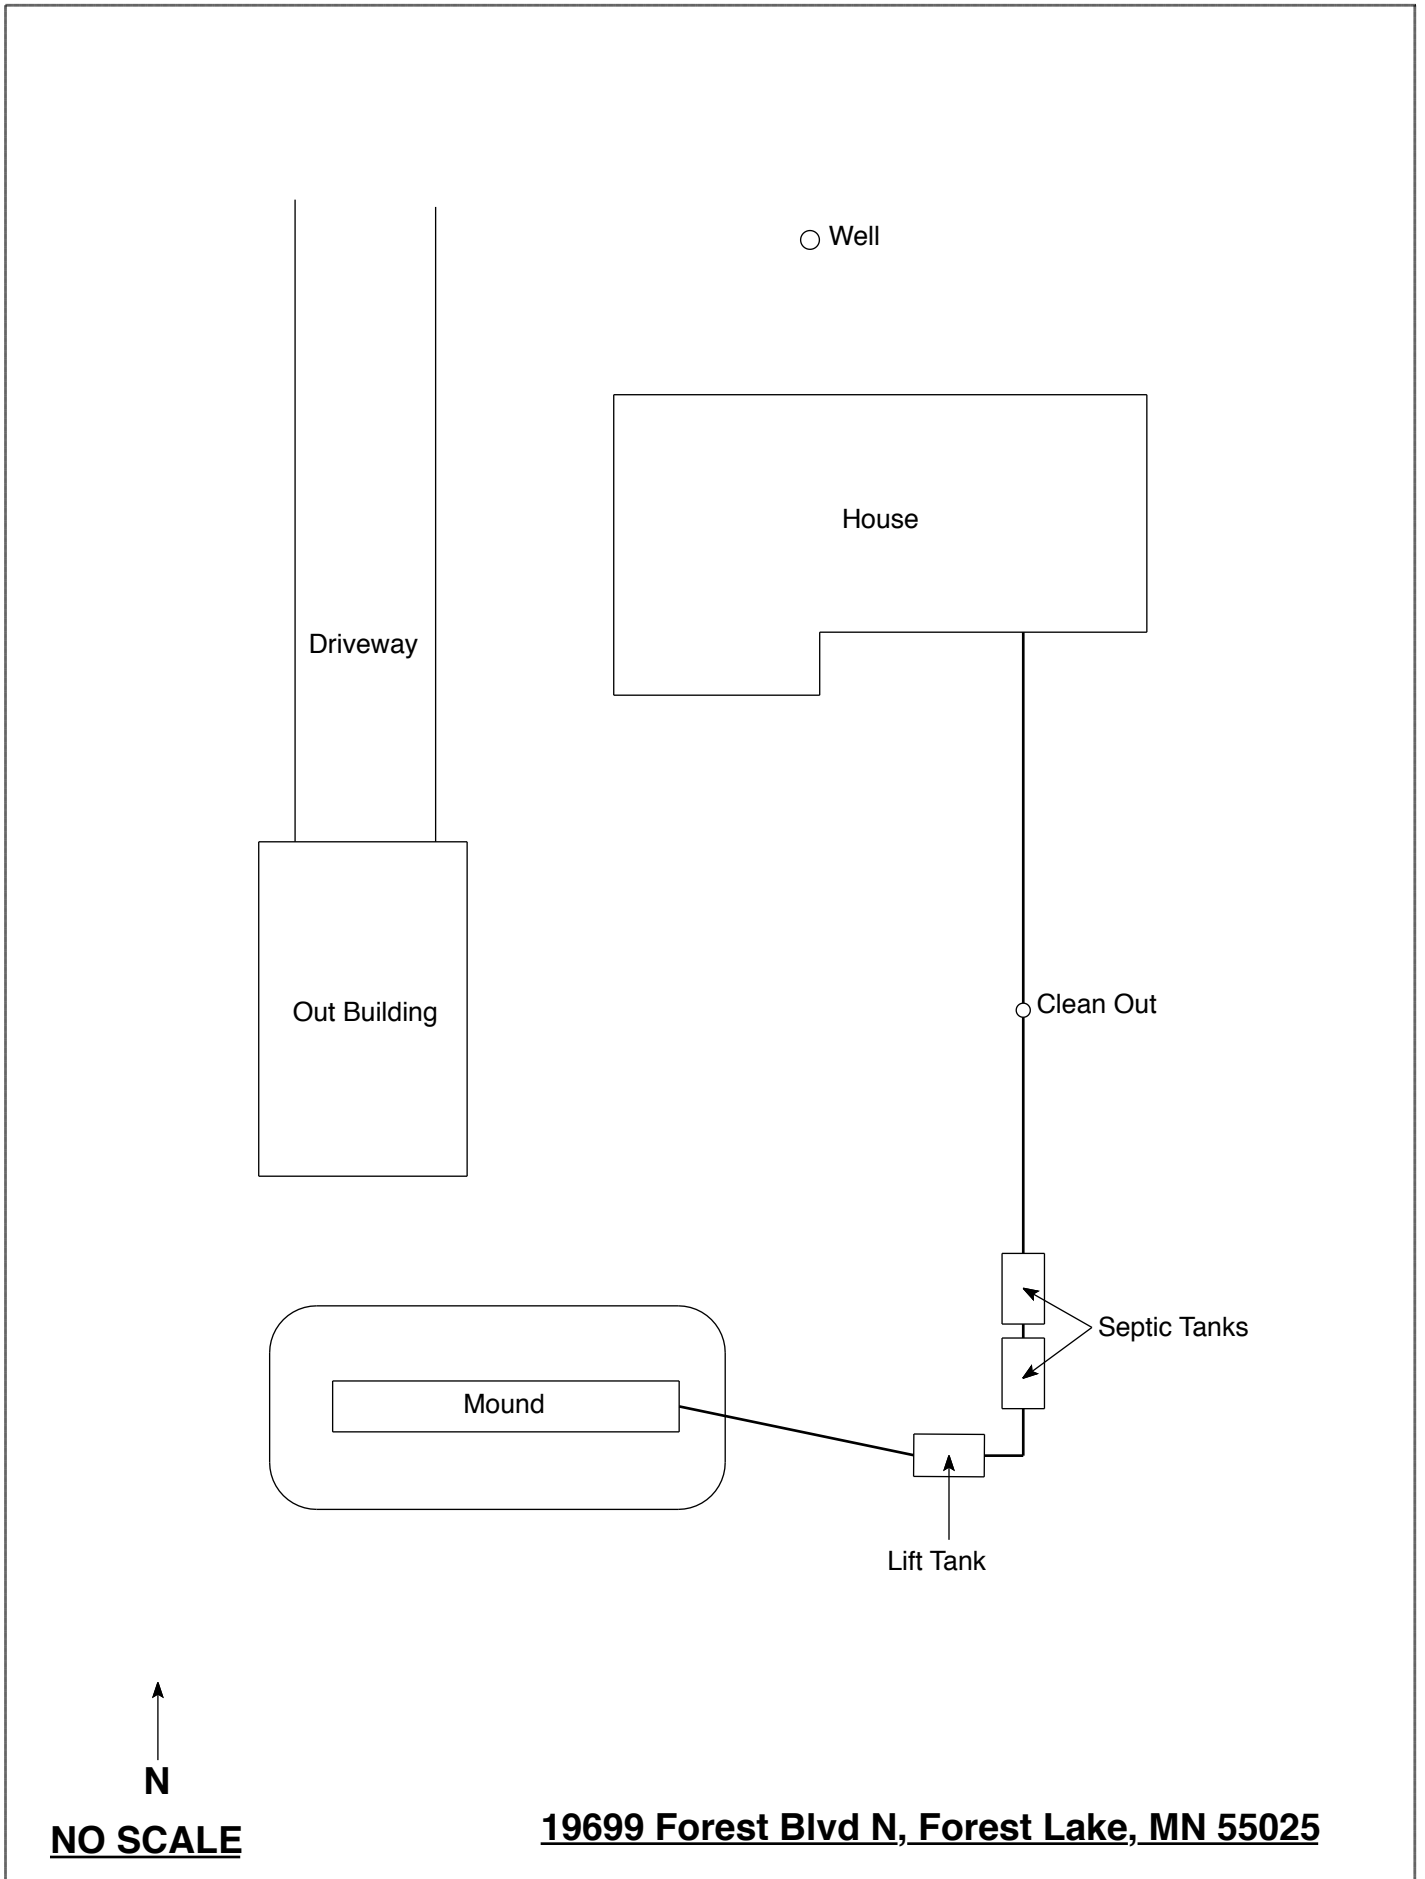 Well
House
Driveway
Clean Out
Out Building
Septic Tanks
Mound
Lift Tank
N
NO SCALE
19699 Forest Blvd N, Forest Lake, MN 55025